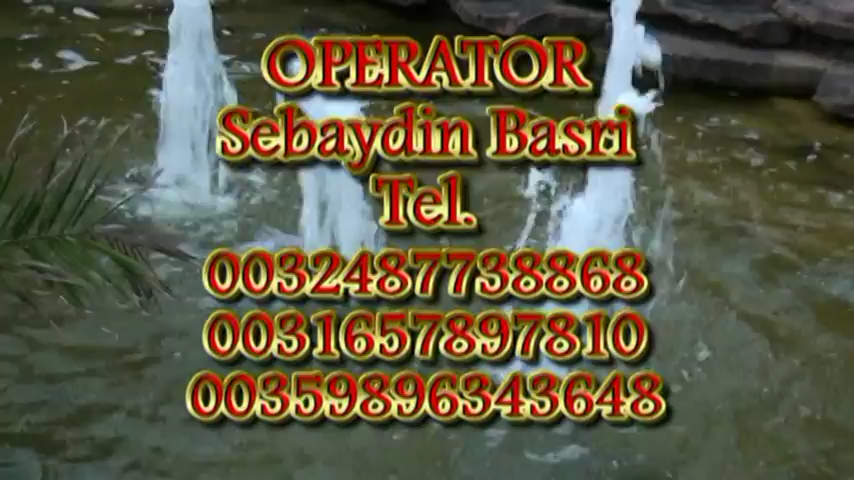 OPERATOR
Sebaydin Basri
Tel.
0032487738868
0031657897810
00359896343648